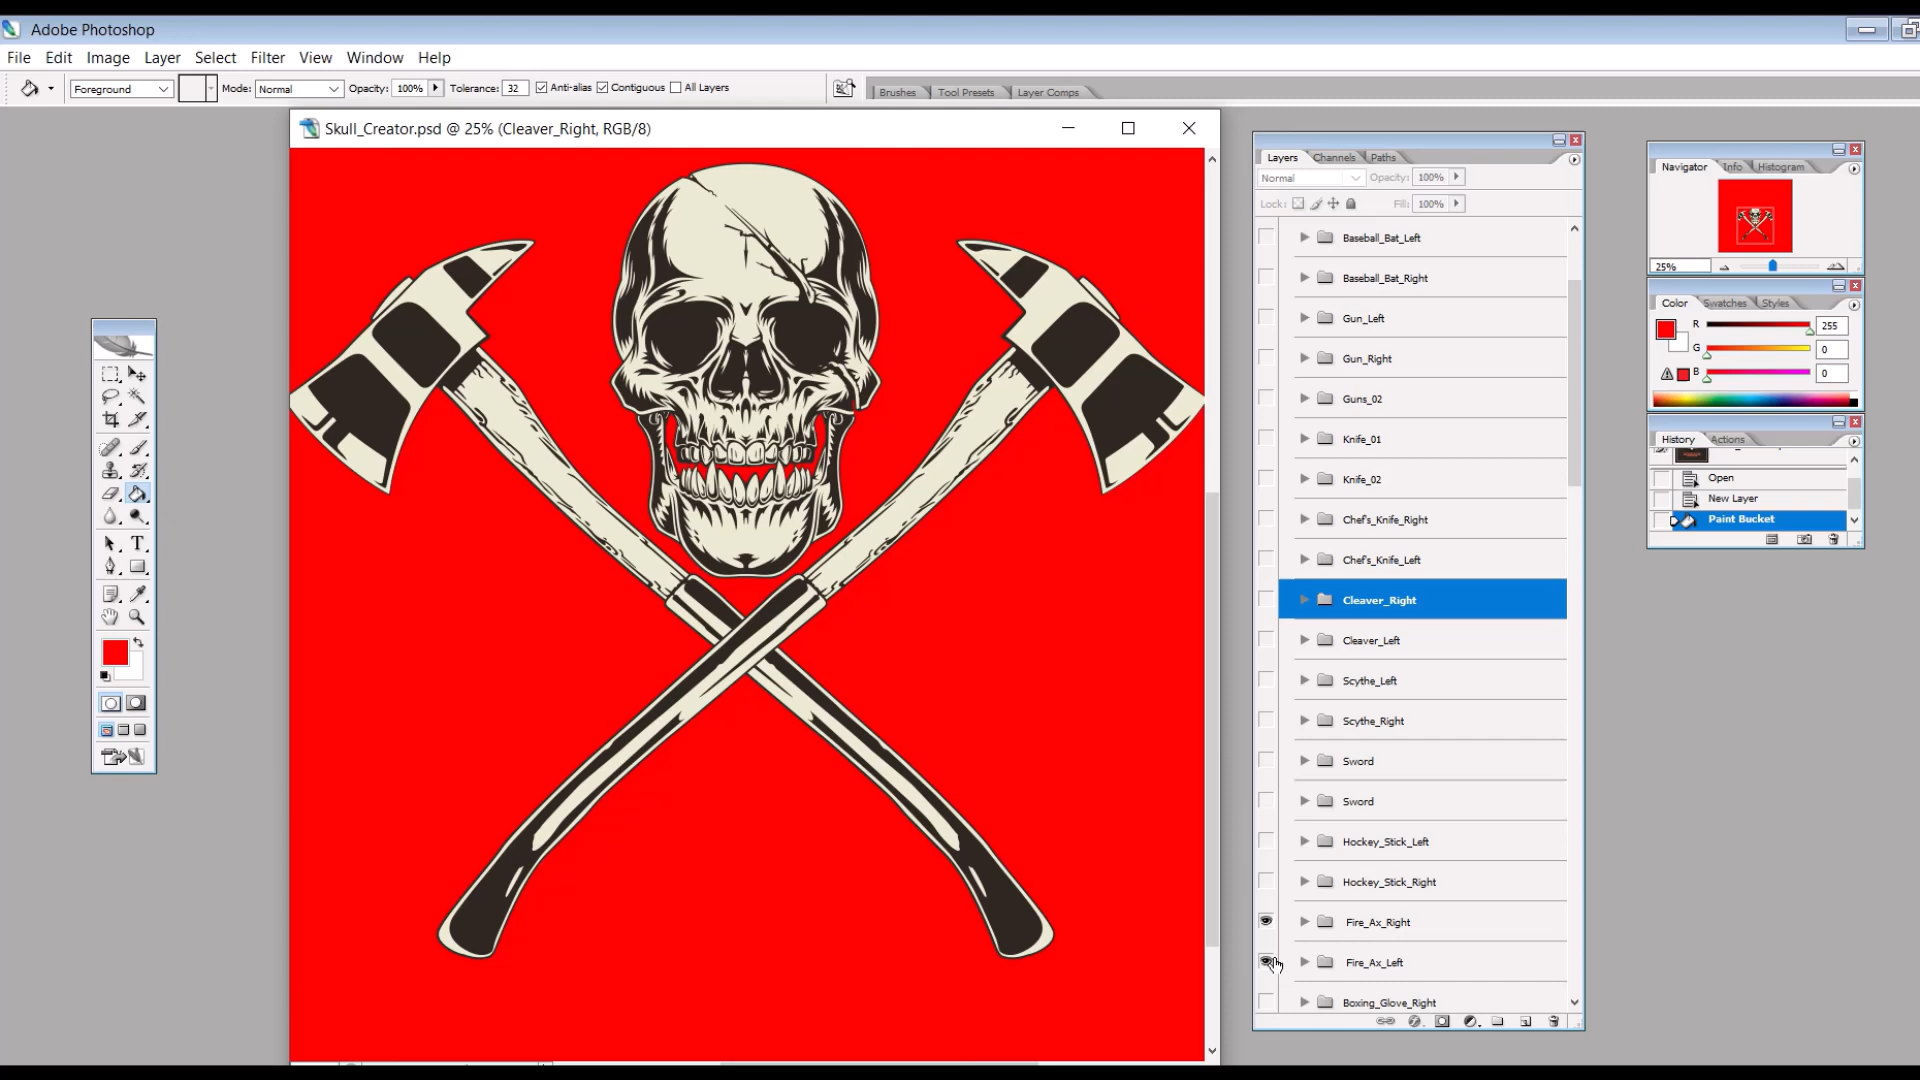 Adobe Photoshop
File Edit Image Layer Select Filter View Window Help
Foreground Mode: Normal Opacity: 100% Tolerance: 32 Anti-alias Contiguous All Layers
Brushes Tool Presets Layer Comps
Skull_Creator.psd @ 25% (Cleaver_Right, RGB/8)
Layers Channels Paths
Normal Opacity: 100%
Lock: Fill: 100%
Baseball_Bat_Left
Baseball_Bat_Right
Gun_Left
Gun_Right
Guns_02
Knife_01
Knife_02
Chef's_Knife_Right
Chef's_Knife_Left
Cleaver_Right
Cleaver_Left
Scythe_Left
Scythe_Right
Sword
Sword
Hockey_Stick_Left
Hockey_Stick_Right
Fire_Ax_Right
Fire_Ax_Left
Boxing_Glove_Right
Navigator Info Histogram
25%
Color Swatches Styles
R 255
G 0
B 0
History Actions
Open
New Layer
Paint Bucket